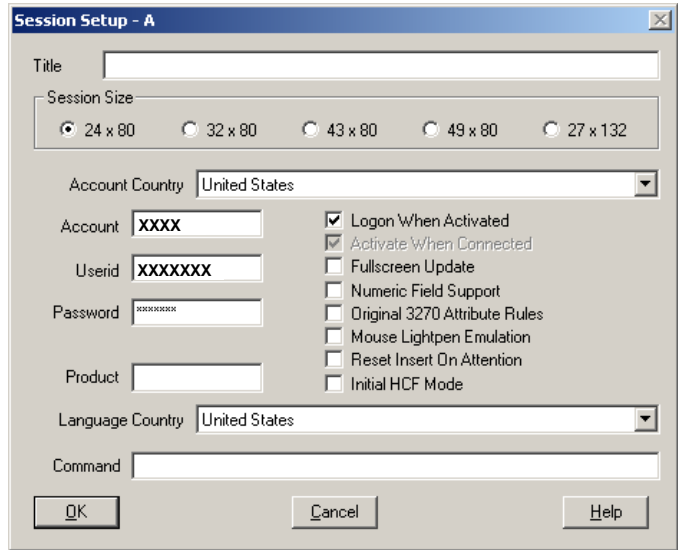 Session Setup - A
Title
Session Size
24 x 80 32 x 80 43 x 80 49 x 80 27 x 132
Account Country United States
Account XXXX
Userid XXXXXXX
Password xxxxxxx
Product
Logon When Activated
Activate When Connected
Fullscreen Update
Numeric Field Support
Original 3270 Attribute Rules
Mouse Lightpen Emulation
Reset Insert On Attention
Initial HCF Mode
Language Country United States
Command
OK Cancel Help